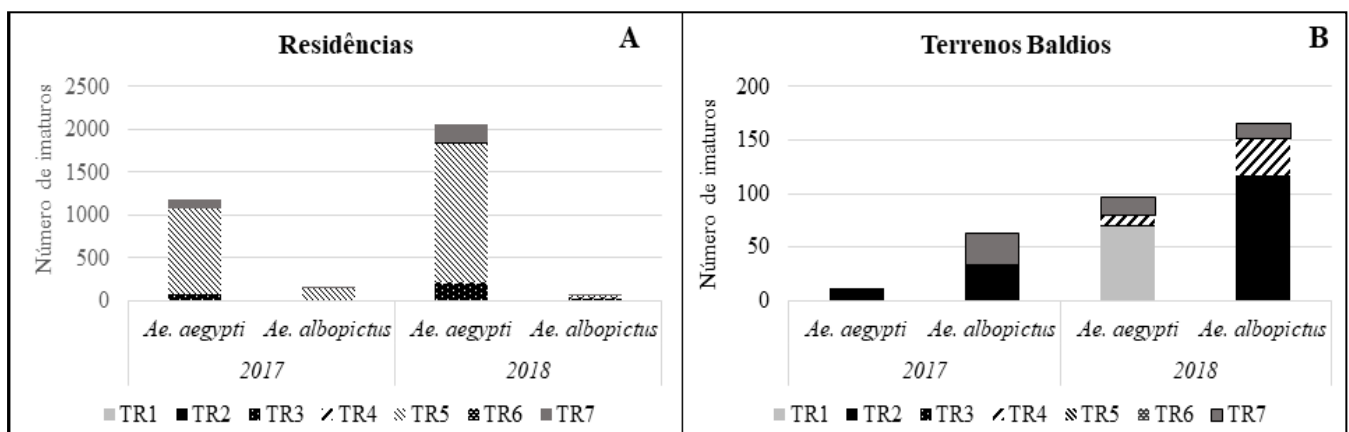 Residências A
Número de imaturos
2500
2000
1500
1000
500
0
Ae. aegypti Ae. albopictus Ae. aegypti Ae. albopictus
2017 2018
TR1 TR2 TR3 TR4 TR5 TR6 TR7
Terrenos Baldios B
Número de imaturos
200
150
100
50
0
Ae. aegypti Ae. albopictus Ae. aegypti Ae. albopictus
2017 2018
TR1 TR2 TR3 TR4 TR5 TR6 TR7